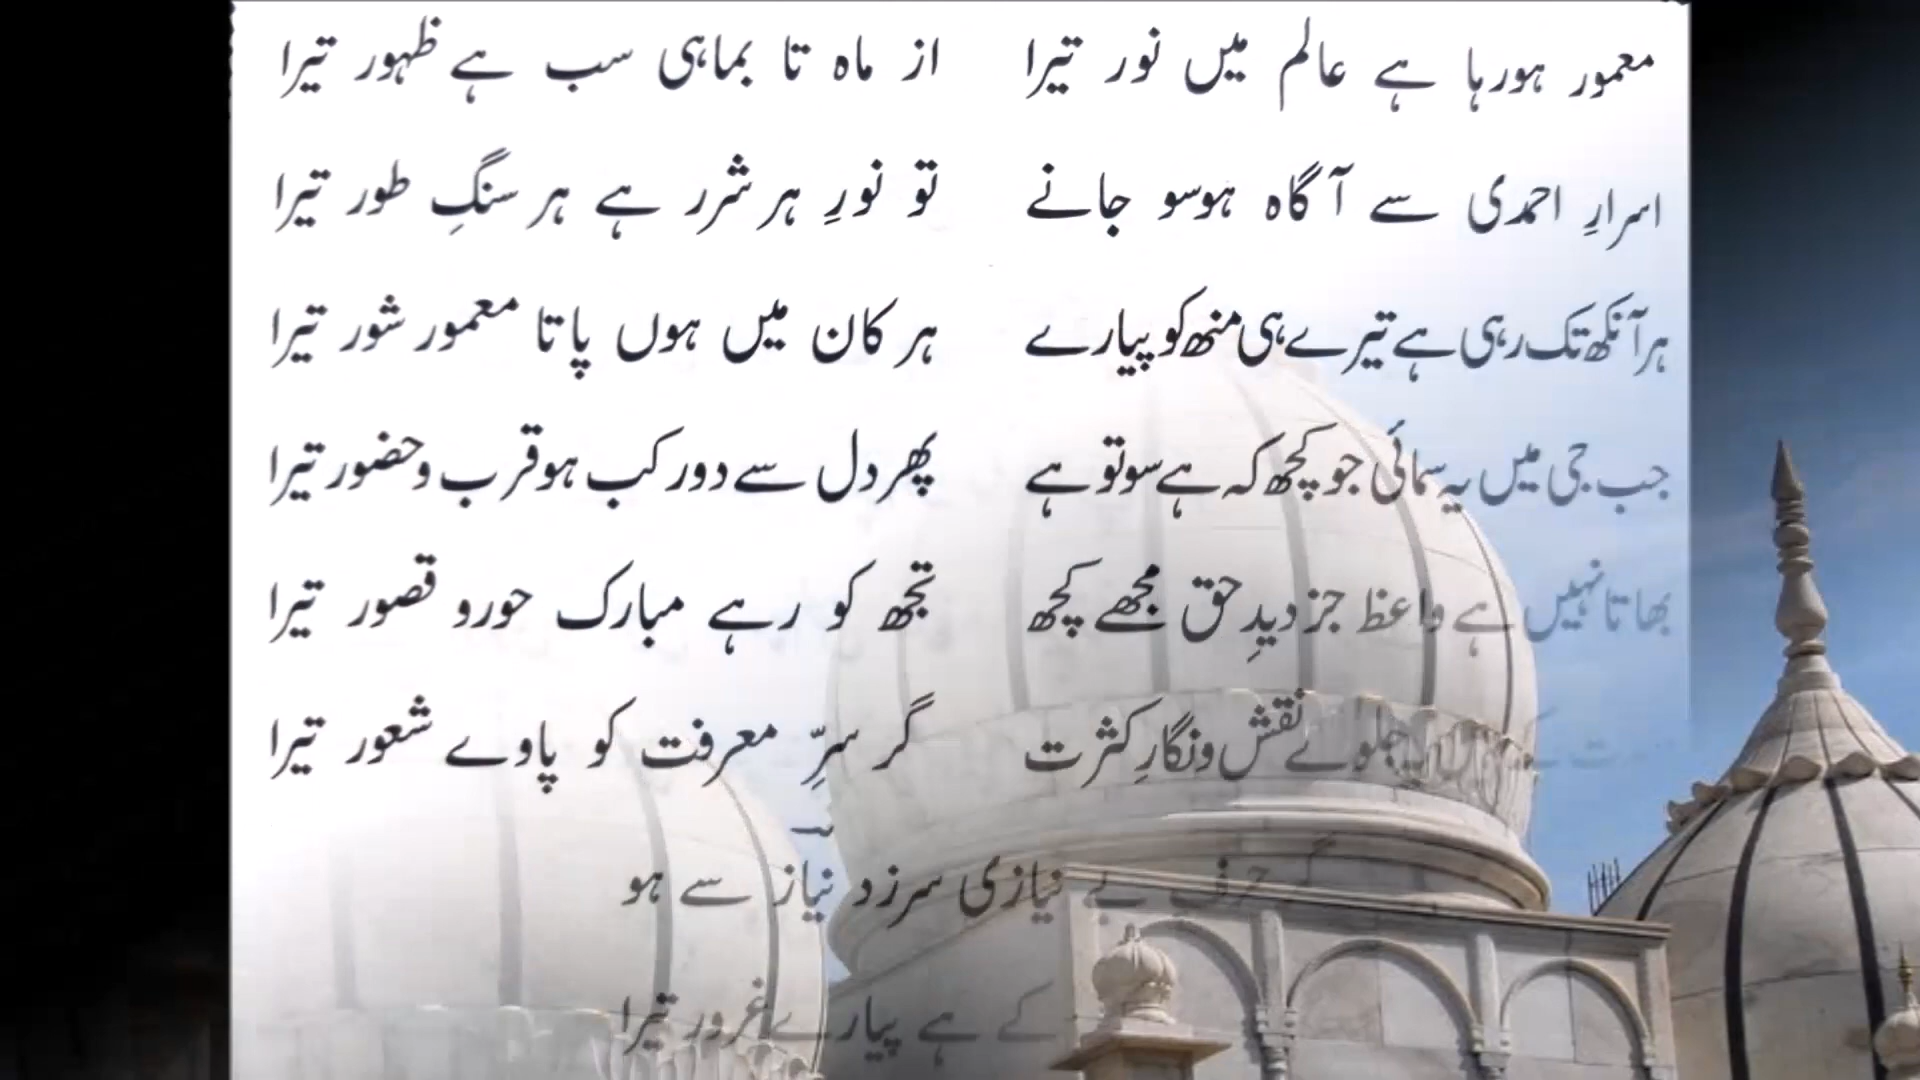 معمور ہورہا ہے عالم میں نور تیرا از ماہ تا بماہی سب ہے ظہور تیرا
اسرارِ احمدی سے آگاہ ہوسو جانے تو نورِ ہر شرر ہے ہر سنگِ طور تیرا
ہر آنکھ تک رہی ہے تیرے ہی منھ کو پیارے ہر کان میں ہوں پاتا معمور شور تیرا
جب جی میں یہ سمائی جو کچھ کہ ہے سو تو ہے پھر دل سے دور کب ہو قرب و حضور تیرا
بھاتا نہیں ہے واعظ جز دیدِ حق مجھے کچھ تجھ کو رہے مبارک حور و قصور تیرا
جلوے نقش و نگارِ کثرت گر سرِّ معرفت کو پاوے شعور تیرا
گر حرف بے نیازی سرزد نیاز سے ہو
کے ہے پیارے غرور تیرا